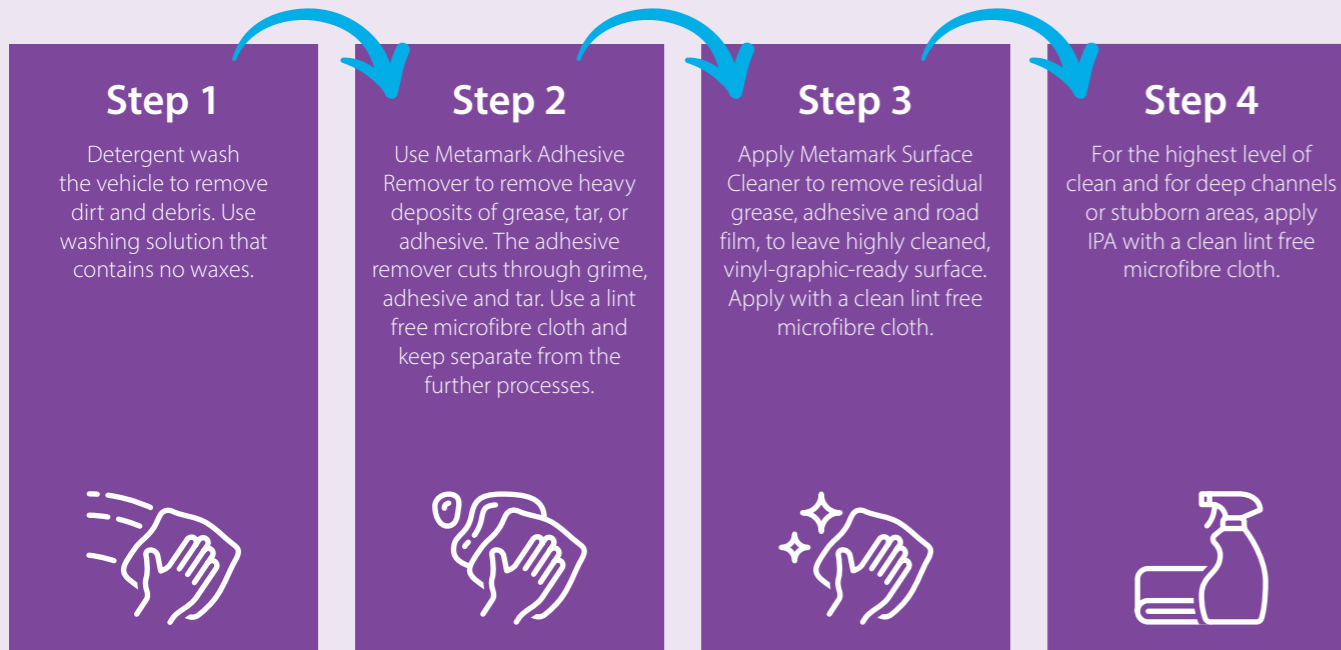 Step 1
Detergent wash
the vehicle to remove
dirt and debris. Use
washing solution that
contains no waxes.
Step 2
Use Metamark Adhesive
Remover to remove heavy
deposits of grease, tar, or
adhesive. The adhesive
remover cuts through grime,
adhesive and tar. Use a lint
free microfibre cloth and
keep separate from the
further processes.
Step 3
Apply Metamark Surface
Cleaner to remove residual
grease, adhesive and road
film, to leave highly cleaned,
vinyl-graphic-ready surface.
Apply with a clean lint free
microfibre cloth.
Step 4
For the highest level of
clean and for deep channels
or stubborn areas, apply
IPA with a clean lint free
microfibre cloth.